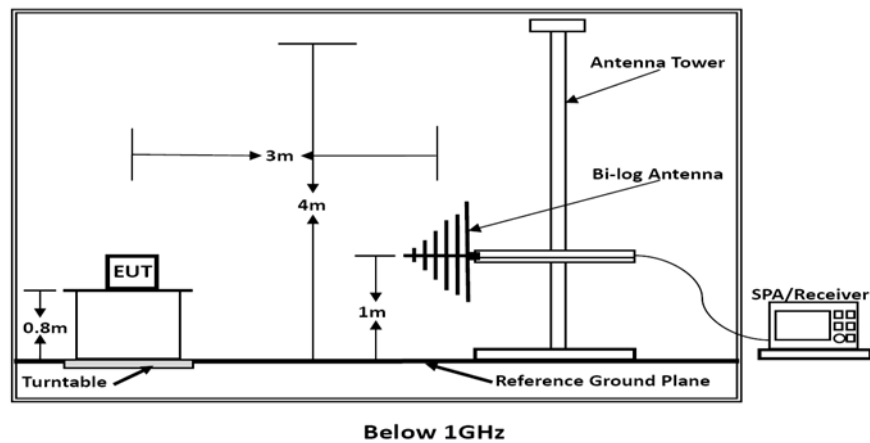 Antenna Tower
3m
Bi-log Antenna
4m
EUT
SPA/Receiver
0.8m
1m
Turntable
Reference Ground Plane
Below 1GHz